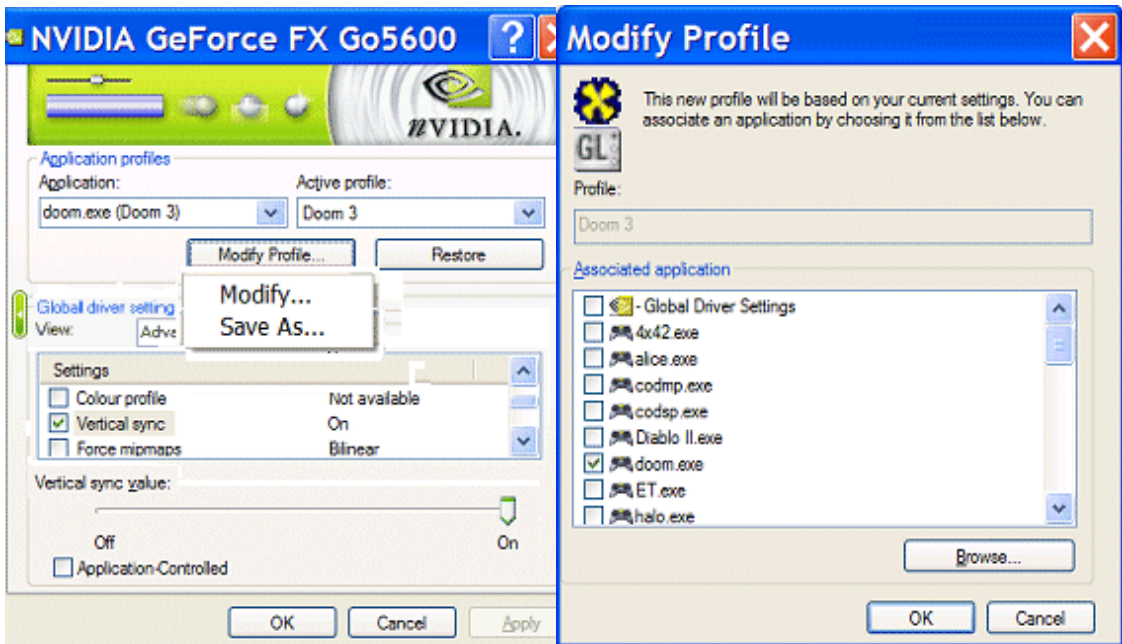 NVIDIA GeForce FX Go5600
nVIDIA.
Application profiles
Application:
Active profile:
doom.exe (Doom 3)
Doom 3
Modify Profile...
Restore
Modify...
Save As...
Global driver setting
View:
Adva
Settings
Colour profile
Not available
Vertical sync
On
Force mipmaps
Bilinear
Vertical sync value:
Off
On
Application-Controlled
OK
Cancel
Apply
Modify Profile
This new profile will be based on your current settings. You can
associate an application by choosing it from the list below.
GL
Profile:
Doom 3
Associated application
- Global Driver Settings
4x42.exe
alice.exe
codmp.exe
codsp.exe
Diablo II.exe
doom.exe
ET.exe
halo.exe
Browse...
OK
Cancel